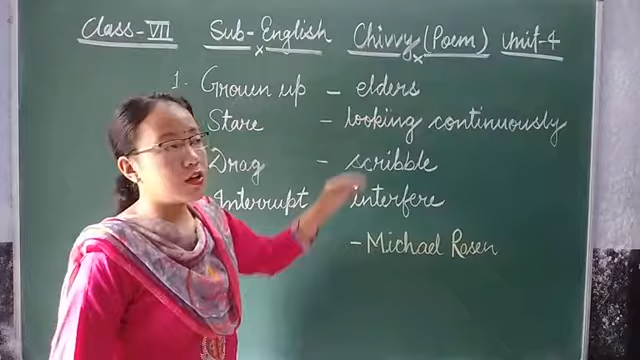 Class-VII Sub-English Chivvy (Poem) Unit-4
1. Grown up - elders
Stare - looking continuously
Drag - scribble
Interrupt interfere
- Michael Rosen